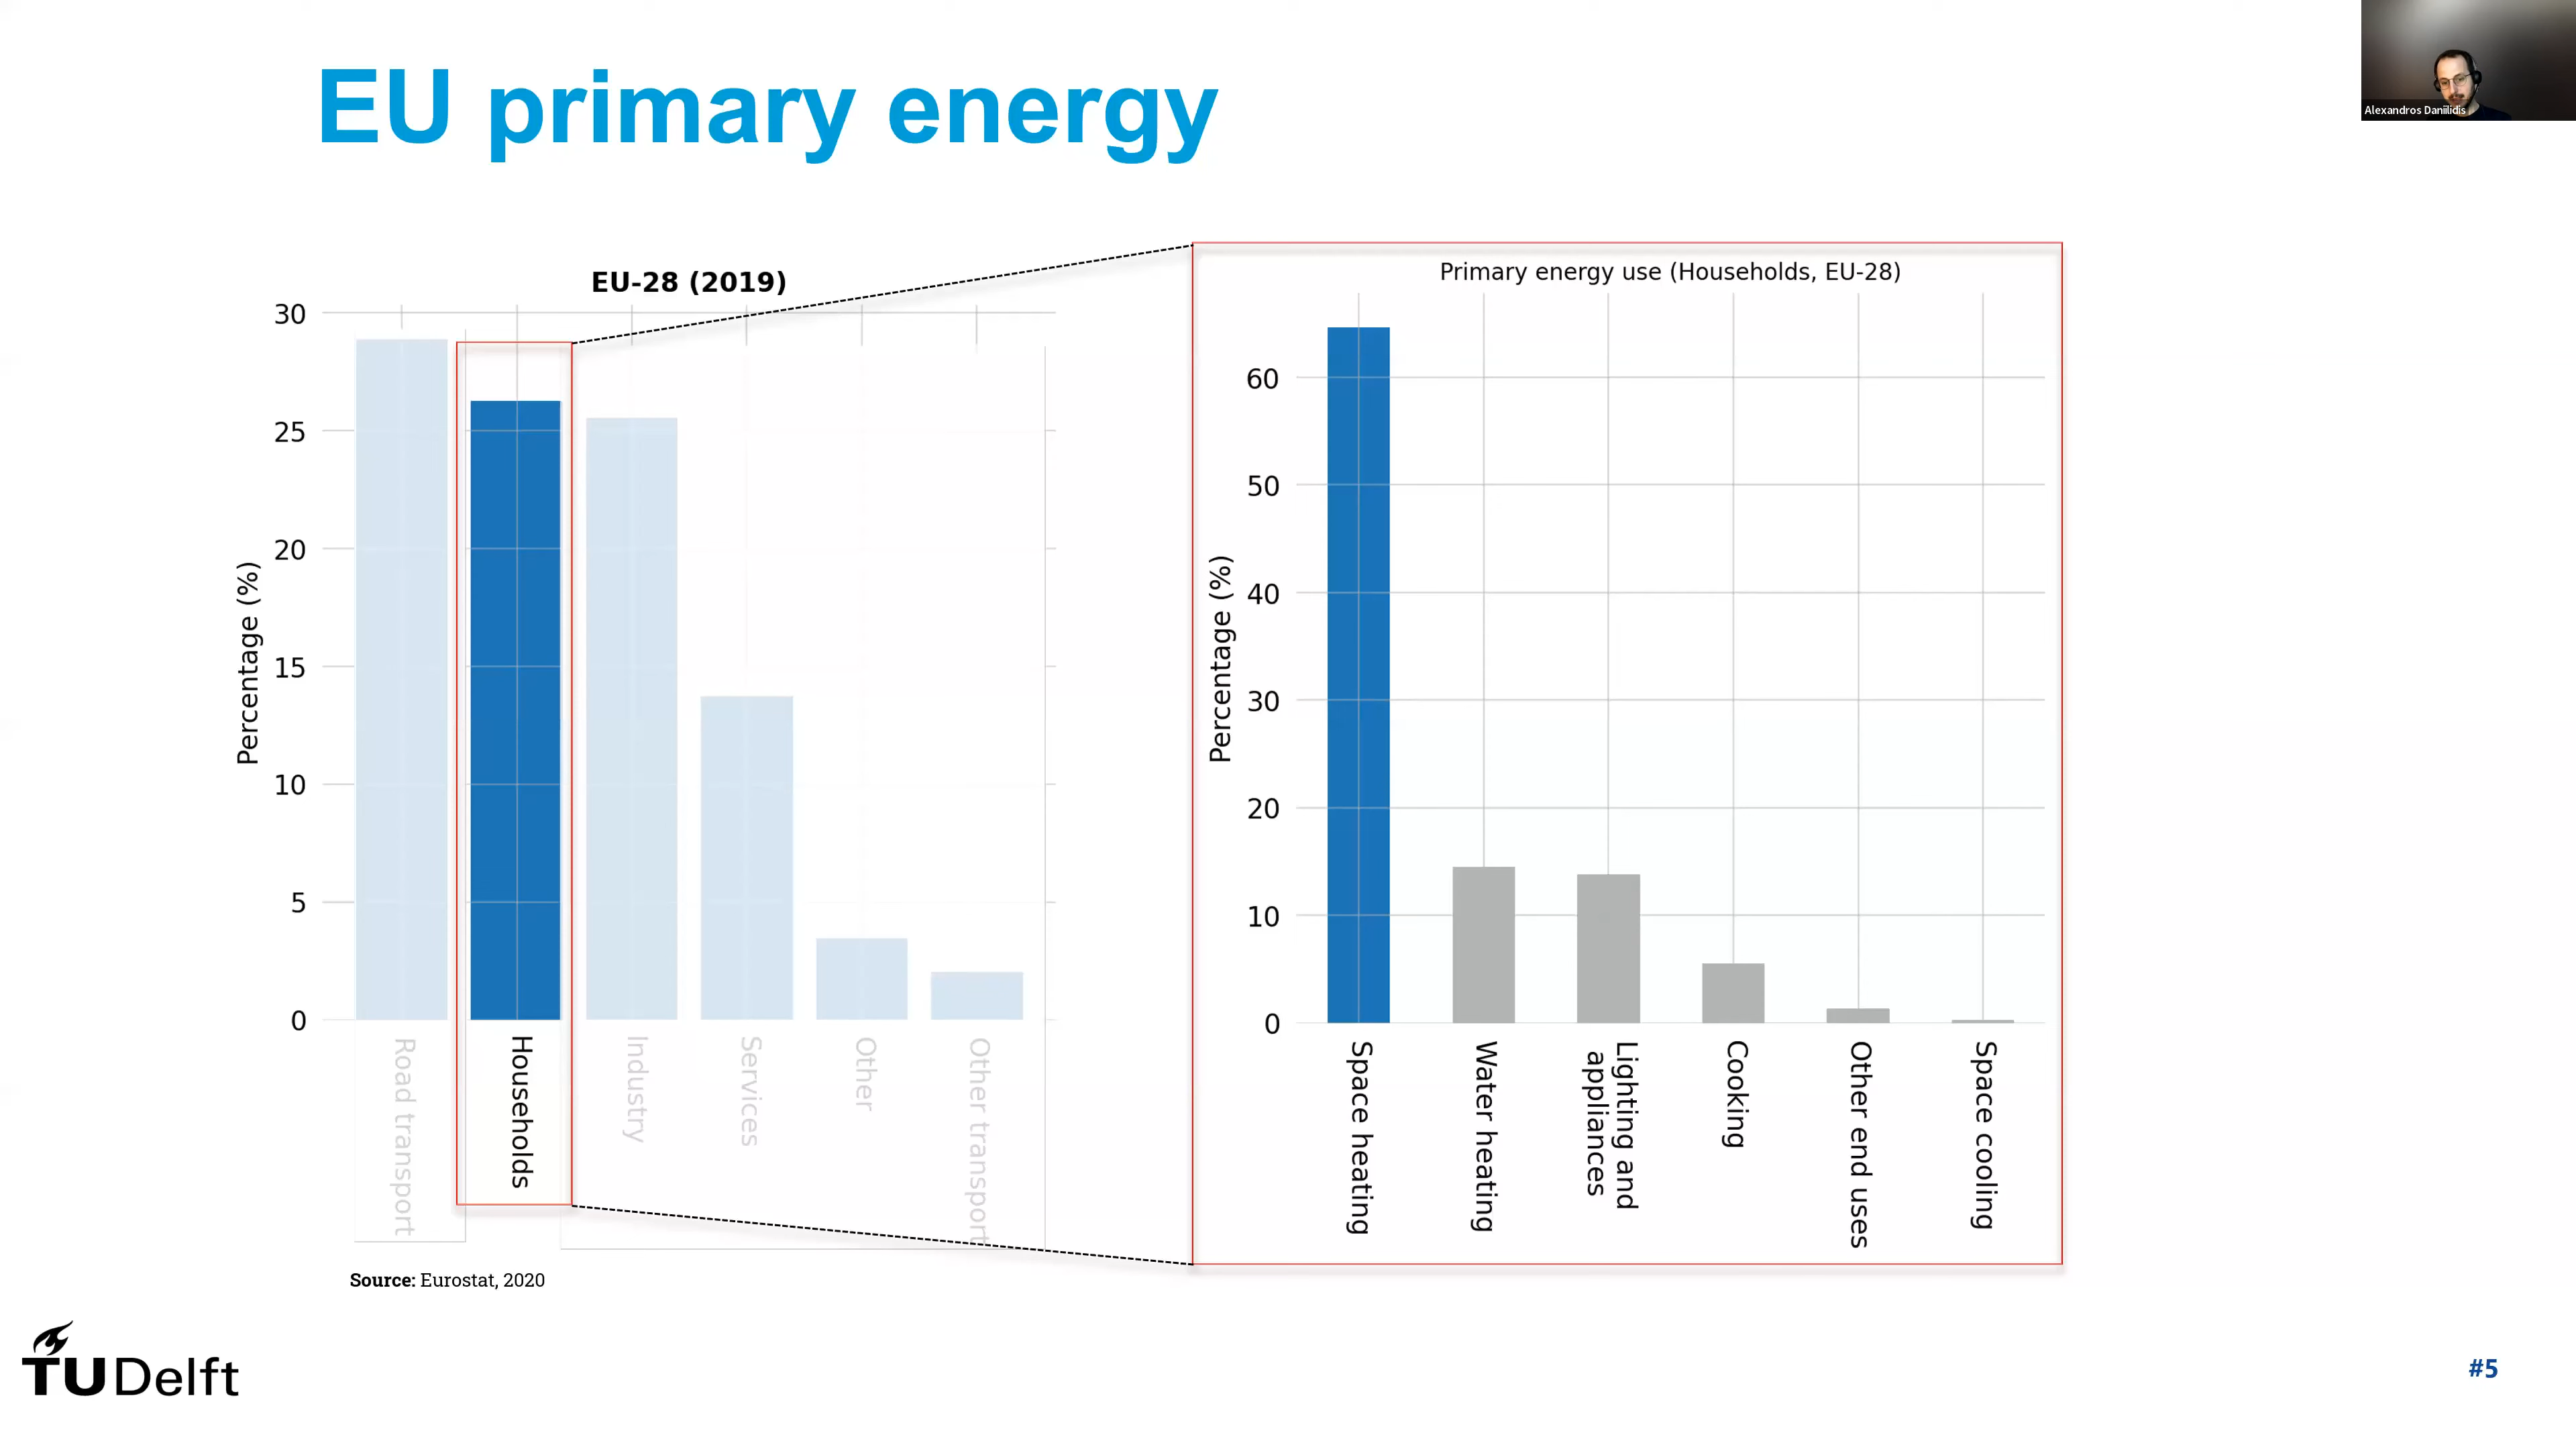 EU primary energy
Alexandros Daniilidis
EU-28 (2019)
Percentage (%)
30
25
20
15
10
5
0
Road transport
Households
Industry
Services
Other
Other transport
Primary energy use (Households, EU-28)
Percentage (%)
60
50
40
30
20
10
0
Space heating
Water heating
Lighting and
appliances
Cooking
Other end uses
Space cooling
Source: Eurostat, 2020
TUDelft
#5